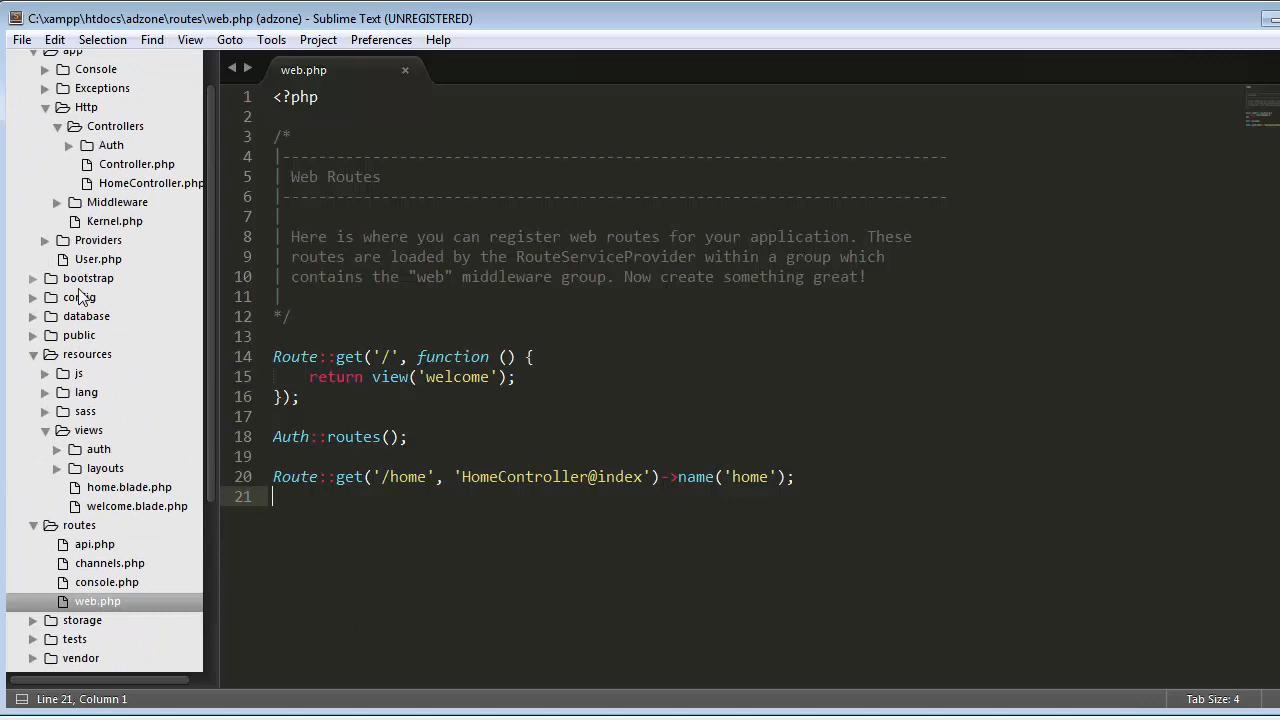 C:\xampp\htdocs\adzone\routes\web.php (adzone) - Sublime Text (UNREGISTERED)
File Edit Selection Find View Goto Tools Project Preferences Help
app
Console
Exceptions
Http
Controllers
Auth
Controller.php
HomeController.php
Middleware
Kernel.php
Providers
User.php
bootstrap
config
database
public
resources
js
lang
sass
views
auth
layouts
home.blade.php
welcome.blade.php
routes
api.php
channels.php
console.php
web.php
storage
tests
vendor
web.php ×
1 <?php
2
3 /*
4 |--------------------------------------------------------------------------
5 | Web Routes
6 |--------------------------------------------------------------------------
7 |
8 | Here is where you can register web routes for your application. These
9 | routes are loaded by the RouteServiceProvider within a group which
10 | contains the "web" middleware group. Now create something great!
11 |
12 */
13
14 Route::get('/', function () {
15     return view('welcome');
16 });
17
18 Auth::routes();
19
20 Route::get('/home', 'HomeController@index')->name('home');
21
Line 21, Column 1
Tab Size: 4